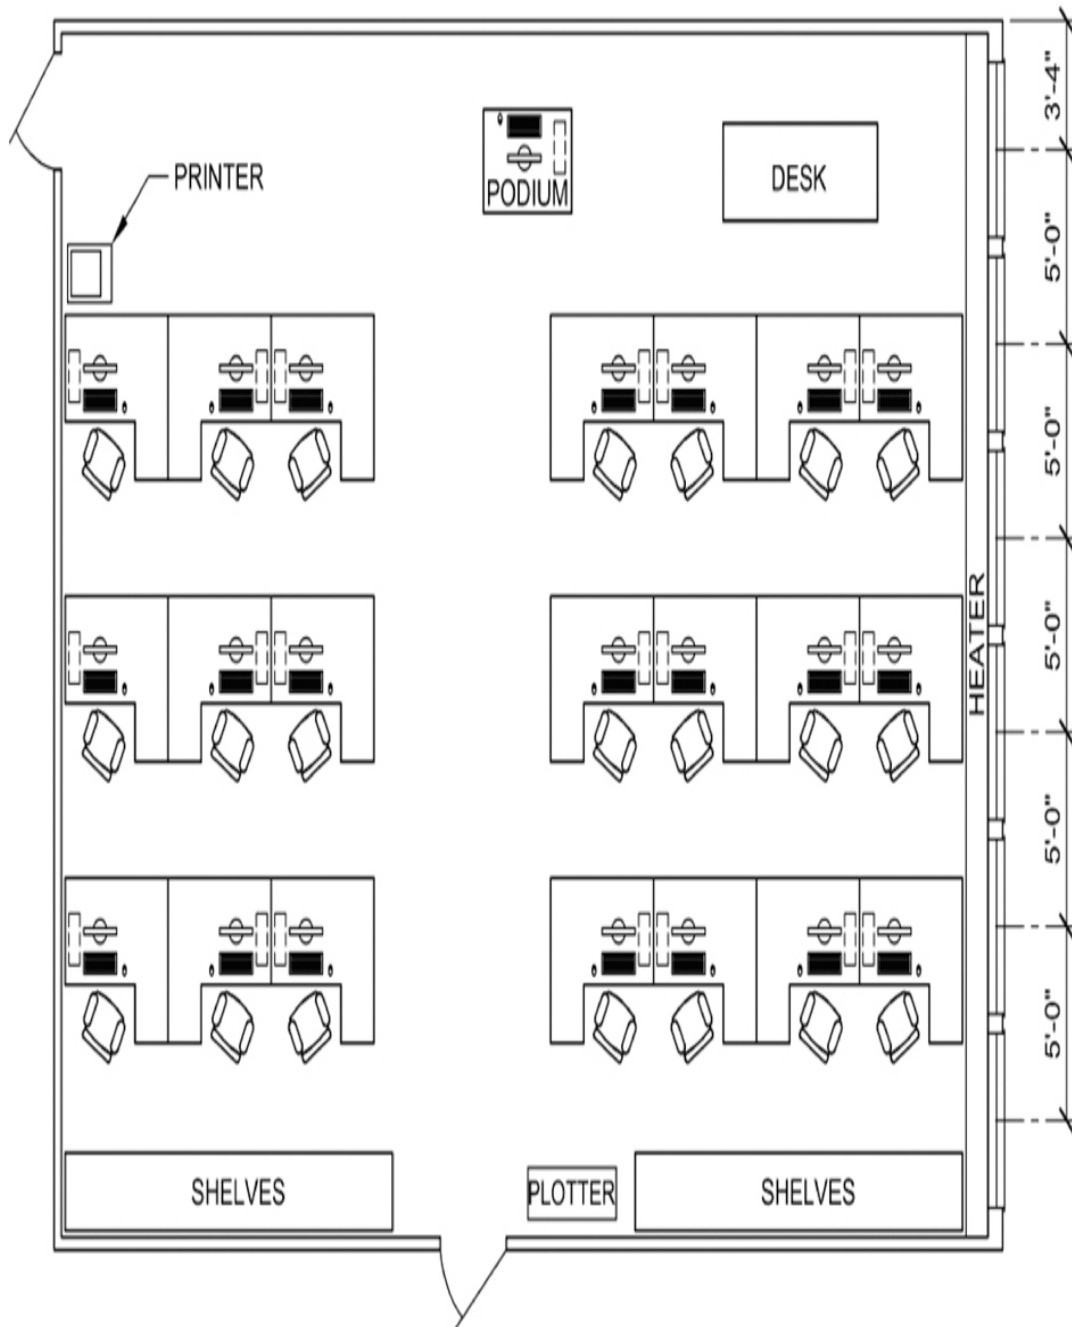 3'-4"
PRINTER
PODIUM
DESK
5'-0"
5'-0"
HEATER
5'-0"
5'-0"
5'-0"
SHELVES
PLOTTER
SHELVES